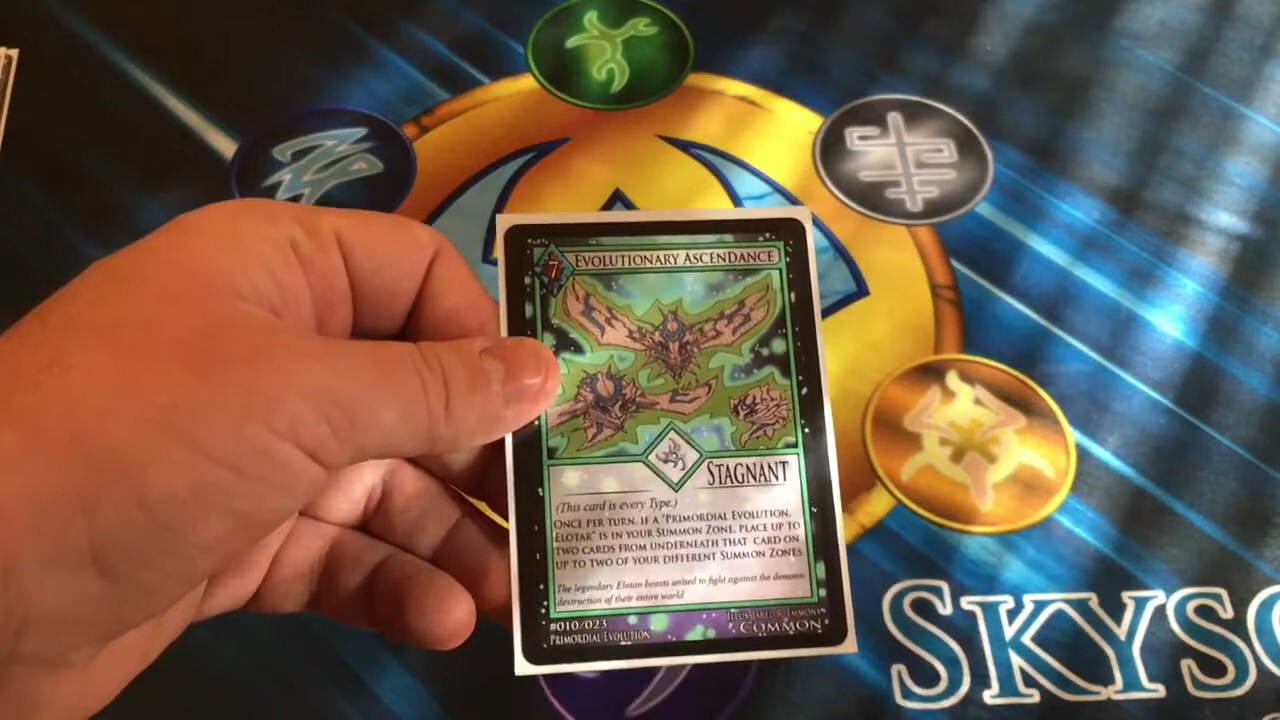 7 EVOLUTIONARY ASCENDANCE
STAGNANT
(This card is every Type.)
ONCE PER TURN, IF A "PRIMORDIAL EVOLUTION,
ELOTAR" IS IN YOUR SUMMON ZONE, PLACE UP TO
TWO CARDS FROM UNDERNEATH THAT CARD ON
UP TO TWO OF YOUR DIFFERENT SUMMON ZONES.
The legendary Elotan beasts united to fight against the demonic
destruction of their entire world
#010/023
PRIMORDIAL EVOLUTION
ILLUS. JARED R. EMMONS
COMMON
SKYSC